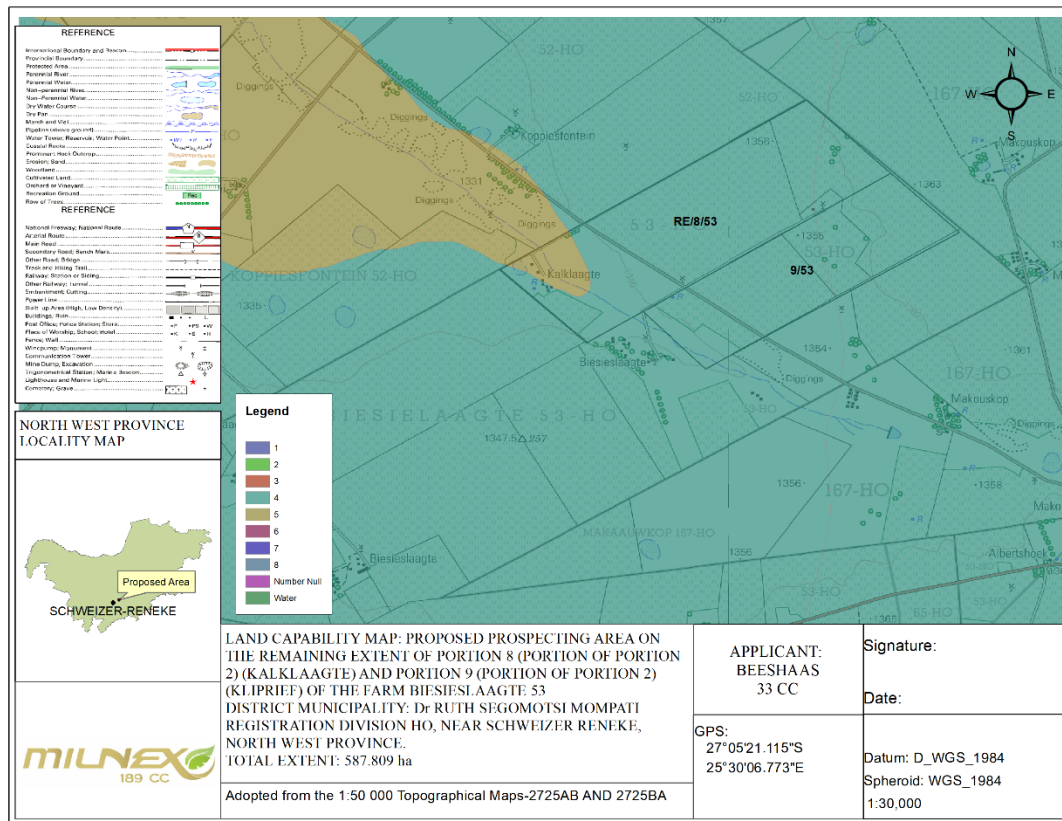 REFERENCE
International Boundary and Beacon
Provincial Boundary
Protected Area
Perennial River
Perennial Water
Non-perennial River
Non-perennial Water
Dry Water Course
Dry Pan
Marsh and Vlei
Pipeline (above ground)
Water Tower; Reservoir; Water Point
Coastal Rocks
Prominent Rock Outcrop
Erosion; Sand
Woodland
Cultivated Land
Orchard or Vineyard
Recreation Ground
Row of Trees
REFERENCE
National Freeway; National Route
Arterial Route
Main Road
Secondary Road; Bench Mark
Other Road; Bridge
Track and Hiking Trail
Railway; Station or Siding
Other Railway; Tunnel
Embankment; Cutting
Power Line
Built-up Area (High, Low Density)
Buildings; Ruin
Post Office; Police Station; Store
Place of Worship; School; Hotel
Fence; Wall
Windpump; Monument
Communication Tower
Mine Dump; Excavation
Trigonometrical Station; Marine Beacon
Lighthouse and Marine Light
Cemetery; Grave
NORTH WEST PROVINCE
LOCALITY MAP
Proposed Area
SCHWEIZER-RENEKE
MILNEX
189 CC
Legend
1
2
3
4
5
6
7
8
Number Null
Water
N
W
E
S
1357
52-HO
167-HO
Diggings
Diggings
Koppiesfontein
1356
Makouskop
1331
1363
Diggings
Diggings
RE/8/53
1355
53-HO
9/53
Kalklaagte
KOPPIESFONTEIN 52-HO
1335
Biesieslaagte
1354
1361
Diggings
167-HO
53-HO
Makouskop
Diggings
BIESIELAAGTE 53-HO
1347.5
257
1356
167-HO
1358
MAKAAUWKOP 167-HO
1356
Biesieslaagte
Albertshoek
53-HO
65-HO
LAND CAPABILITY MAP: PROPOSED PROSPECTING AREA ON
THE REMAINING EXTENT OF PORTION 8 (PORTION OF PORTION
2) (KALKLAAGTE) AND PORTION 9 (PORTION OF PORTION 2)
(KLIPRIEF) OF THE FARM BIESIESLAAGTE 53
DISTRICT MUNICIPALITY: Dr RUTH SEGOMOTSI MOMPATI
REGISTRATION DIVISION HO, NEAR SCHWEIZER RENEKE,
NORTH WEST PROVINCE.
TOTAL EXTENT: 587.809 ha
Adopted from the 1:50 000 Topographical Maps-2725AB AND 2725BA
APPLICANT:
BEESHAAS
33 CC
GPS:
27°05'21.115"S
25°30'06.773"E
Signature:
Date:
Datum: D_WGS_1984
Spheroid: WGS_1984
1:30,000